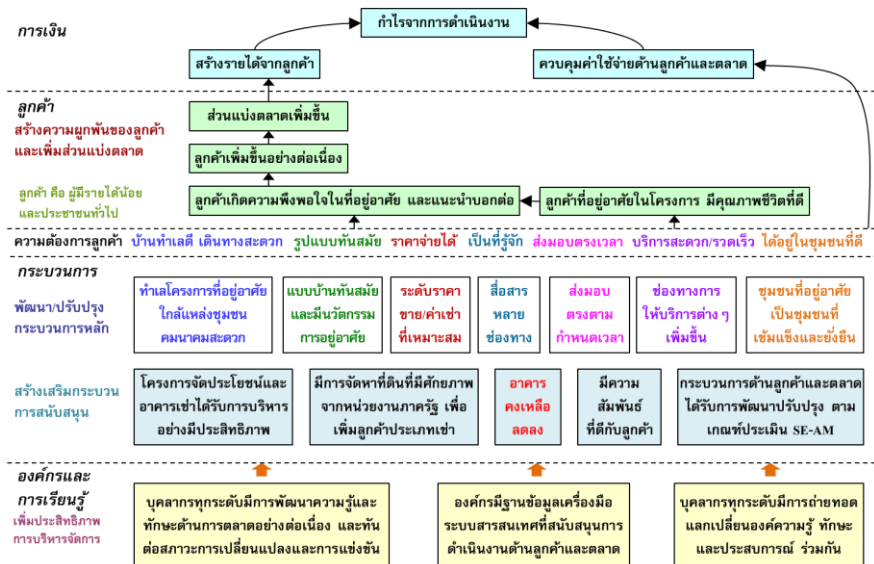 การเงิน
กำไรจากการดำเนินงาน
สร้างรายได้จากลูกค้า
ควบคุมค่าใช้จ่ายด้านลูกค้าและตลาด
ลูกค้า
สร้างความผูกพันของลูกค้า
และเพิ่มส่วนแบ่งตลาด
ส่วนแบ่งตลาดเพิ่มขึ้น
ลูกค้าเพิ่มขึ้นอย่างต่อเนื่อง
ลูกค้า คือ ผู้มีรายได้น้อย
และประชาชนทั่วไป
ลูกค้าเกิดความพึงพอใจในที่อยู่อาศัย และแนะนำบอกต่อ
ลูกค้าที่อยู่อาศัยในโครงการ มีคุณภาพชีวิตที่ดี
ความต้องการลูกค้า บ้านทำเลดี เดินทางสะดวก รูปแบบทันสมัย ราคาจ่ายได้ เป็นที่รู้จัก ส่งมอบตรงเวลา บริการสะดวก/รวดเร็ว ได้อยู่ในชุมชนที่ดี
กระบวนการ
พัฒนา/ปรับปรุง
กระบวนการหลัก
ทำเลโครงการที่อยู่อาศัย
ใกล้แหล่งชุมชน
คมนาคมสะดวก
แบบบ้านทันสมัย
และมีนวัตกรรม
การอยู่อาศัย
ระดับราคา
ขาย/ค่าเช่า
ที่เหมาะสม
สื่อสาร
หลาย
ช่องทาง
ส่งมอบ
ตรงตาม
กำหนดเวลา
ช่องทางการ
ให้บริการต่าง ๆ
เพิ่มขึ้น
ชุมชนที่อยู่อาศัย
เป็นชุมชนที่
เข้มแข็งและยั่งยืน
สร้างเสริมกระบวน
การสนับสนุน
โครงการจัดประโยชน์และ
อาคารเช่าได้รับการบริหาร
อย่างมีประสิทธิภาพ
มีการจัดหาที่ดินที่มีศักยภาพ
จากหน่วยงานภาครัฐ เพื่อ
เพิ่มลูกค้าประเภทเช่า
อาคาร
คงเหลือ
ลดลง
มีความ
สัมพันธ์
ที่ดีกับลูกค้า
กระบวนการด้านลูกค้าและตลาด
ได้รับการพัฒนาปรับปรุง ตาม
เกณฑ์ประเมิน SE-AM
องค์กรและ
การเรียนรู้
เพิ่มประสิทธิภาพ
การบริหารจัดการ
บุคลากรทุกระดับมีการพัฒนาความรู้และ
ทักษะด้านการตลาดอย่างต่อเนื่อง และทัน
ต่อสภาวะการเปลี่ยนแปลงและการแข่งขัน
องค์กรมีฐานข้อมูลเครื่องมือ
ระบบสารสนเทศที่สนับสนุนการ
ดำเนินงานด้านลูกค้าและตลาด
บุคลากรทุกระดับมีการถ่ายทอด
แลกเปลี่ยนองค์ความรู้ ทักษะ
และประสบการณ์ ร่วมกัน